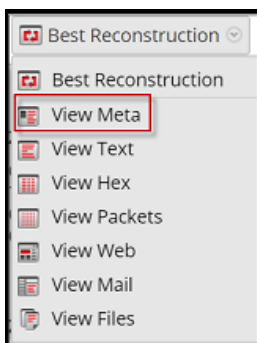 Best Reconstruction
Best Reconstruction
View Meta
View Text
View Hex
View Packets
View Web
View Mail
View Files